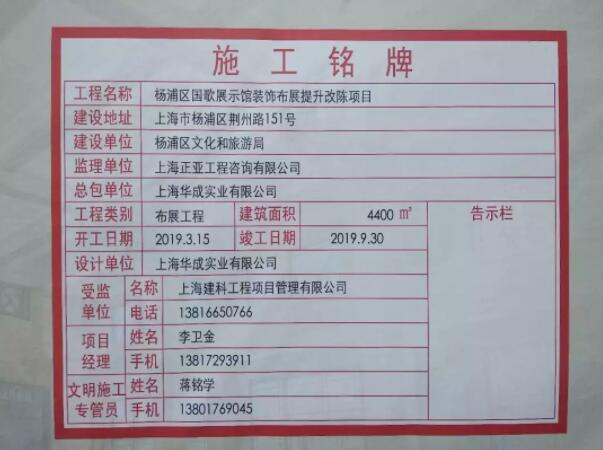 施工铭牌
工程名称 杨浦区国歌展示馆装饰布展提升改陈项目
建设地址 上海市杨浦区荆州路151号
建设单位 杨浦区文化和旅游局
监理单位 上海正亚工程咨询有限公司
总包单位 上海华成实业有限公司
工程类别 布展工程 建筑面积 4400 ㎡ 告示栏
开工日期 2019.3.15 竣工日期 2019.9.30
设计单位 上海华成实业有限公司
受监单位 名称 上海建科工程项目管理有限公司
电话 13816650766
项目经理 姓名 李卫金
手机 13817293911
文明施工专管员 姓名 蒋铭学
手机 13801769045